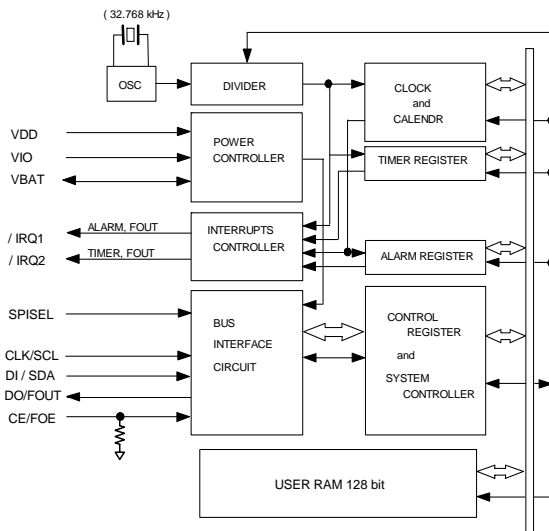 ( 32.768 kHz)
OSC
DIVIDER
CLOCK
and
CALENDR
VDD
VIO
VBAT
POWER
CONTROLLER
TIMER REGISTER
/ IRQ1
ALARM, FOUT
/ IRQ2
TIMER, FOUT
INTERRUPTS
CONTROLLER
ALARM REGISTER
SPISEL
CLK/SCL
DI / SDA
DO/FOUT
CE/FOE
BUS
INTERFACE
CIRCUIT
CONTROL
REGISTER
and
SYSTEM
CONTROLLER
USER RAM 128 bit